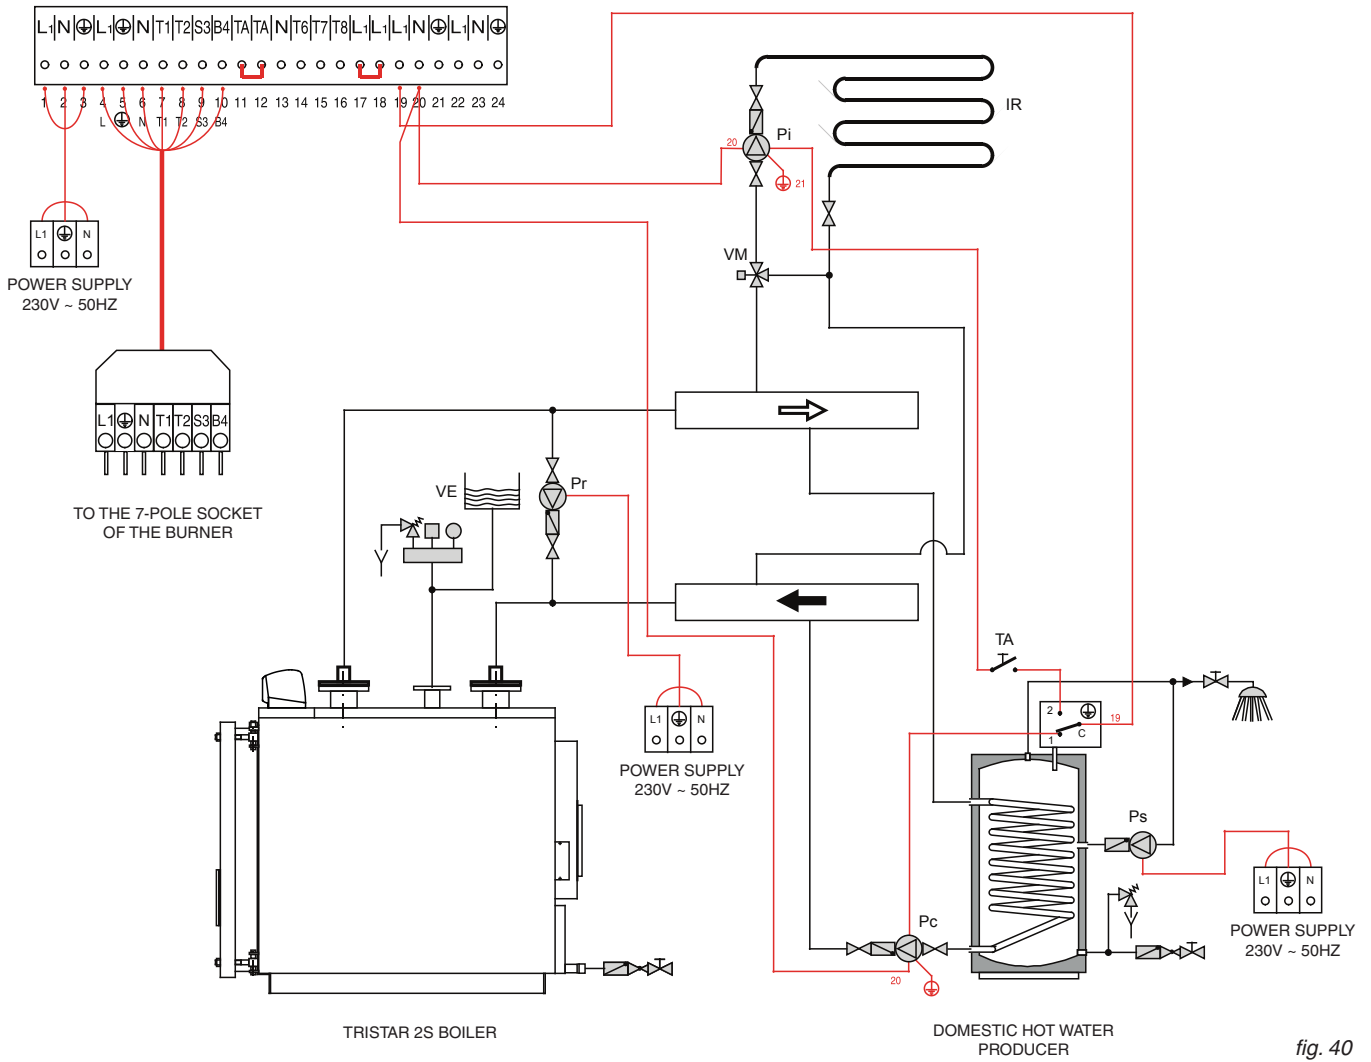 L1 N ⏚ L1 ⏚ N T1 T2 S3 B4 TA TA N T6 T7 T8 L1 L1 L1 N ⏚ L1 N ⏚
1 2 3 4 5 6 7 8 9 10 11 12 13 14 15 16 17 18 19 20 21 22 23 24
L ⏚ N T1 T2 S3 B4
IR
Pi
20
21
L1 ⏚ N
VM
POWER SUPPLY
230V ~ 50HZ
L1 ⏚ N T1 T2 S3 B4
TO THE 7-POLE SOCKET
OF THE BURNER
VE
Pr
TA
L1 ⏚ N
POWER SUPPLY
230V ~ 50HZ
2
1
C
19
Ps
L1 ⏚ N
POWER SUPPLY
230V ~ 50HZ
Pc
20
TRISTAR 2S BOILER
DOMESTIC HOT WATER
PRODUCER
fig. 40